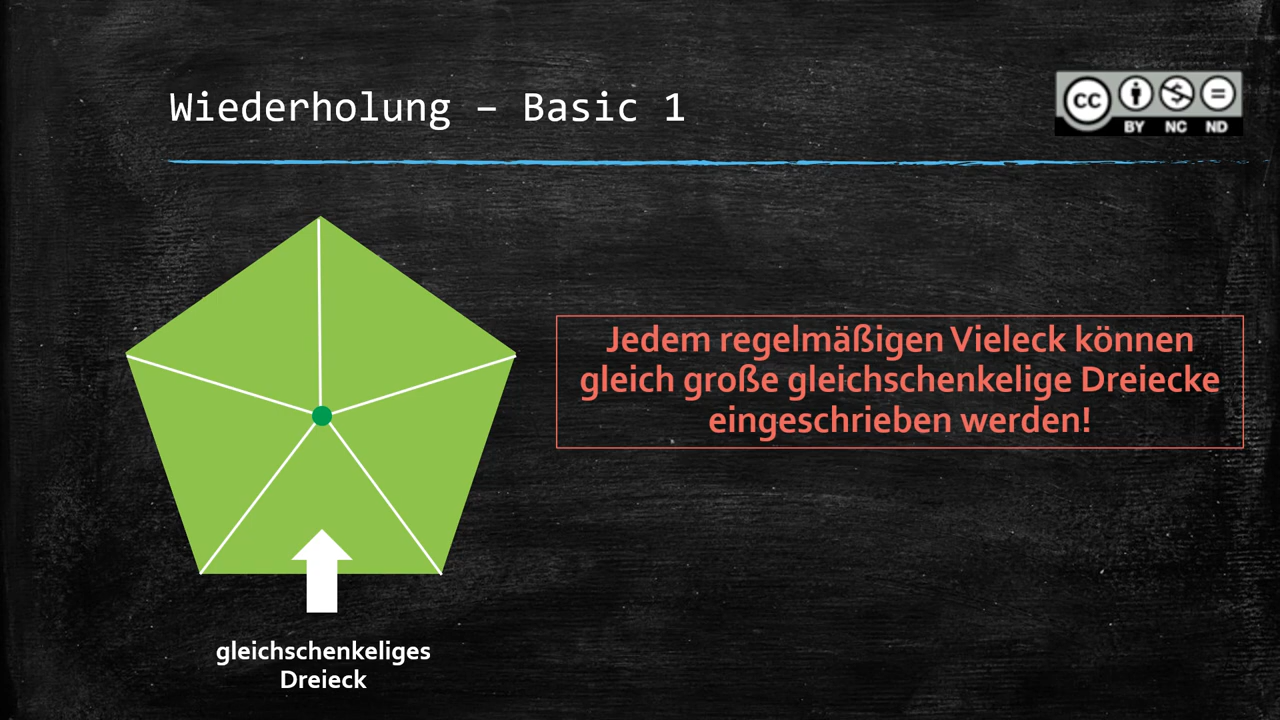 Wiederholung – Basic 1
CC
BY NC ND
Jedem regelmäßigen Vieleck können
gleich große gleichschenkelige Dreiecke
eingeschrieben werden!
gleichschenkeliges
Dreieck